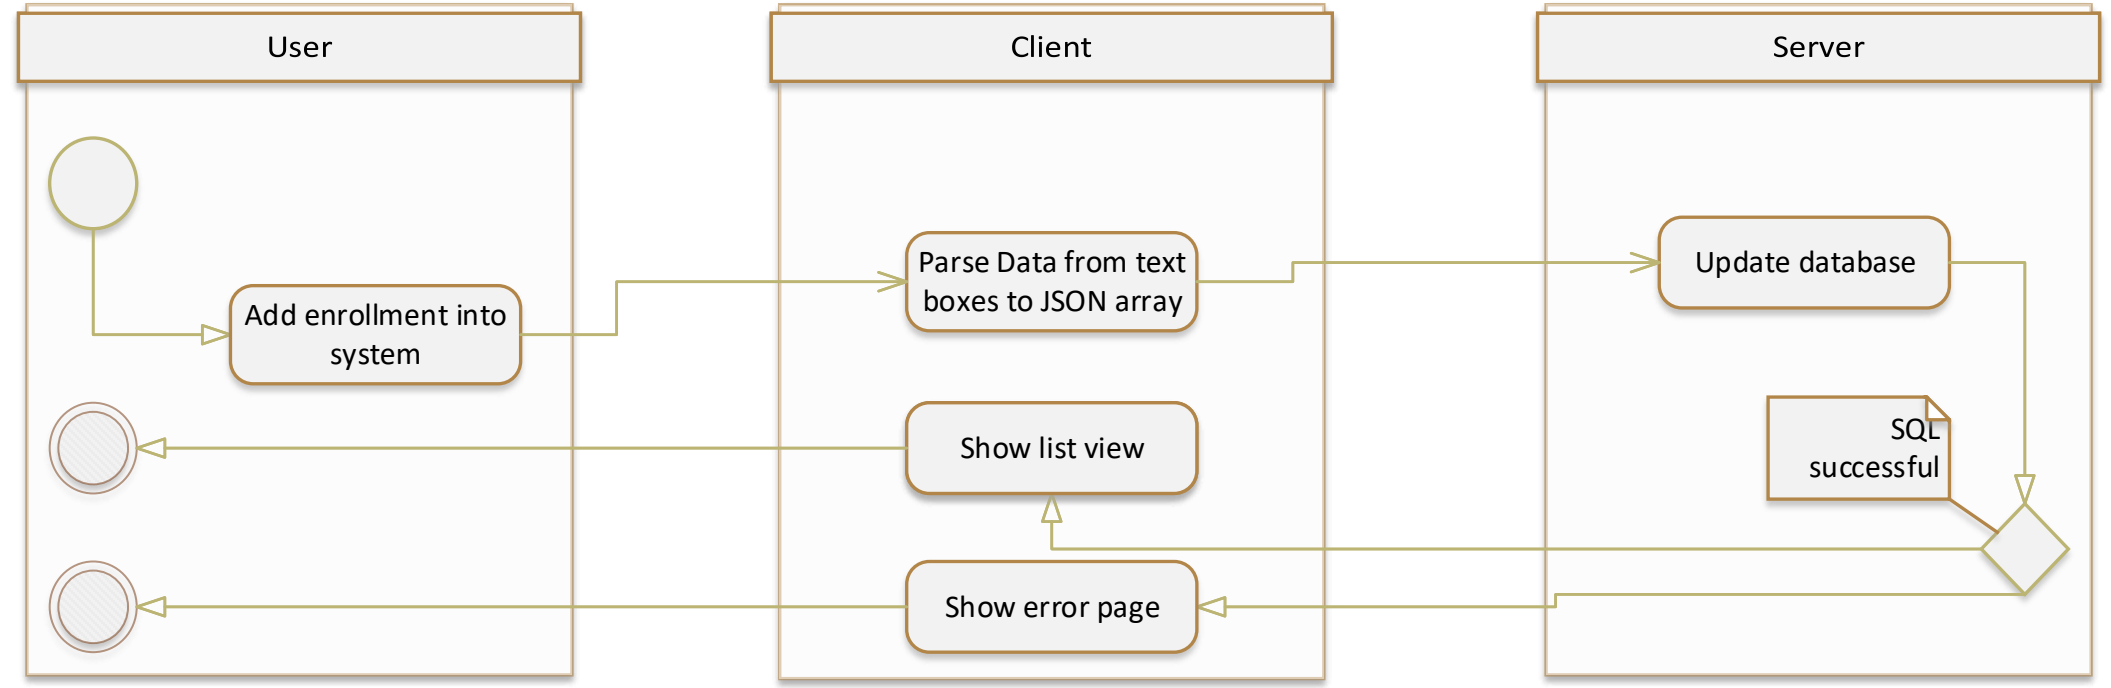 User
Client
Server
Add enrollment into
system
Parse Data from text
boxes to JSON array
Update database
SQL
successful
Show list view
Show error page